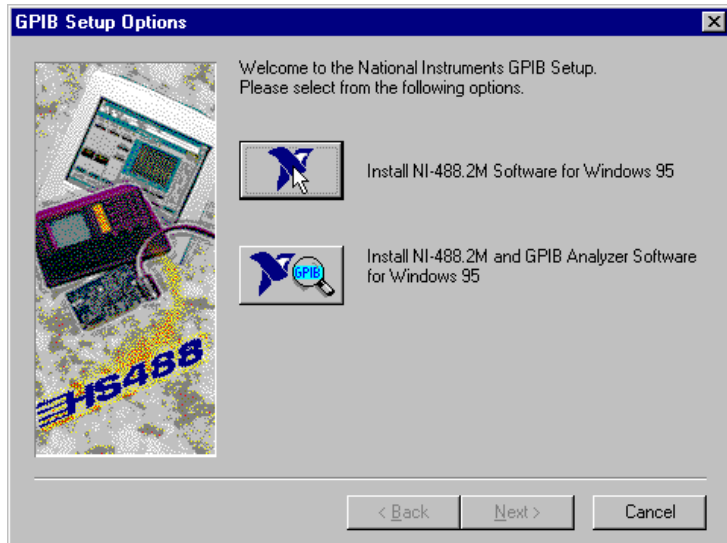 GPIB Setup Options
Welcome to the National Instruments GPIB Setup.
Please select from the following options.
Install NI-488.2M Software for Windows 95
GPIB
Install NI-488.2M and GPIB Analyzer Software
for Windows 95
HS488
< Back
Next >
Cancel